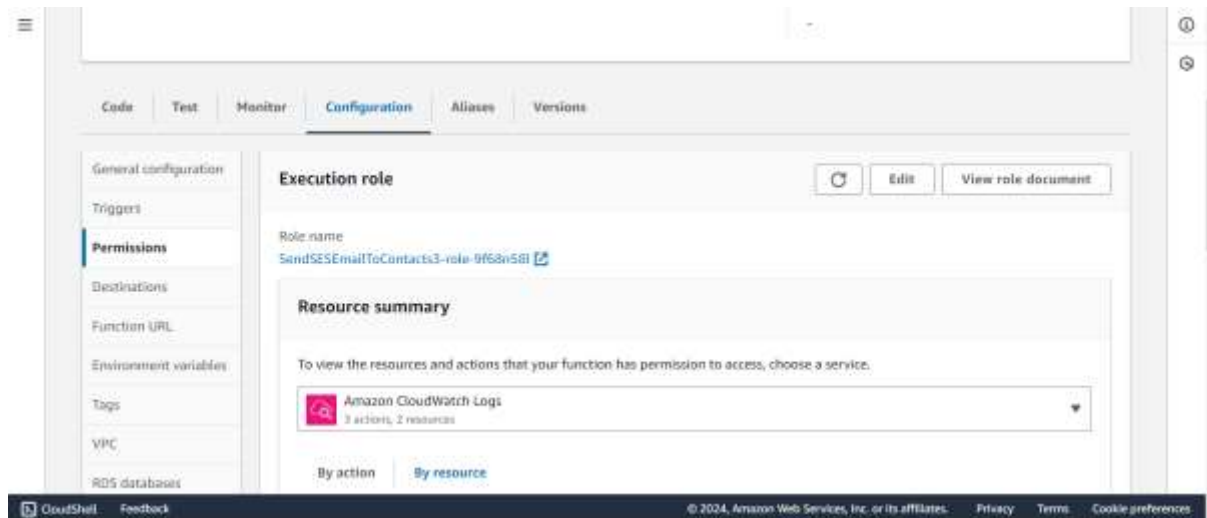 Code Test Monitor Configuration Aliases Versions
General configuration
Triggers
Permissions
Destinations
Function URL
Environment variables
Tags
VPC
RDS databases
Execution role
Edit View role document
Role name
SendSESEmailToContacts3-role-9f68n58l
Resource summary
To view the resources and actions that your function has permission to access, choose a service.
Amazon CloudWatch Logs
3 actions, 2 resources
By action By resource
CloudShell Feedback © 2024, Amazon Web Services, Inc. or its affiliates. Privacy Terms Cookie preferences